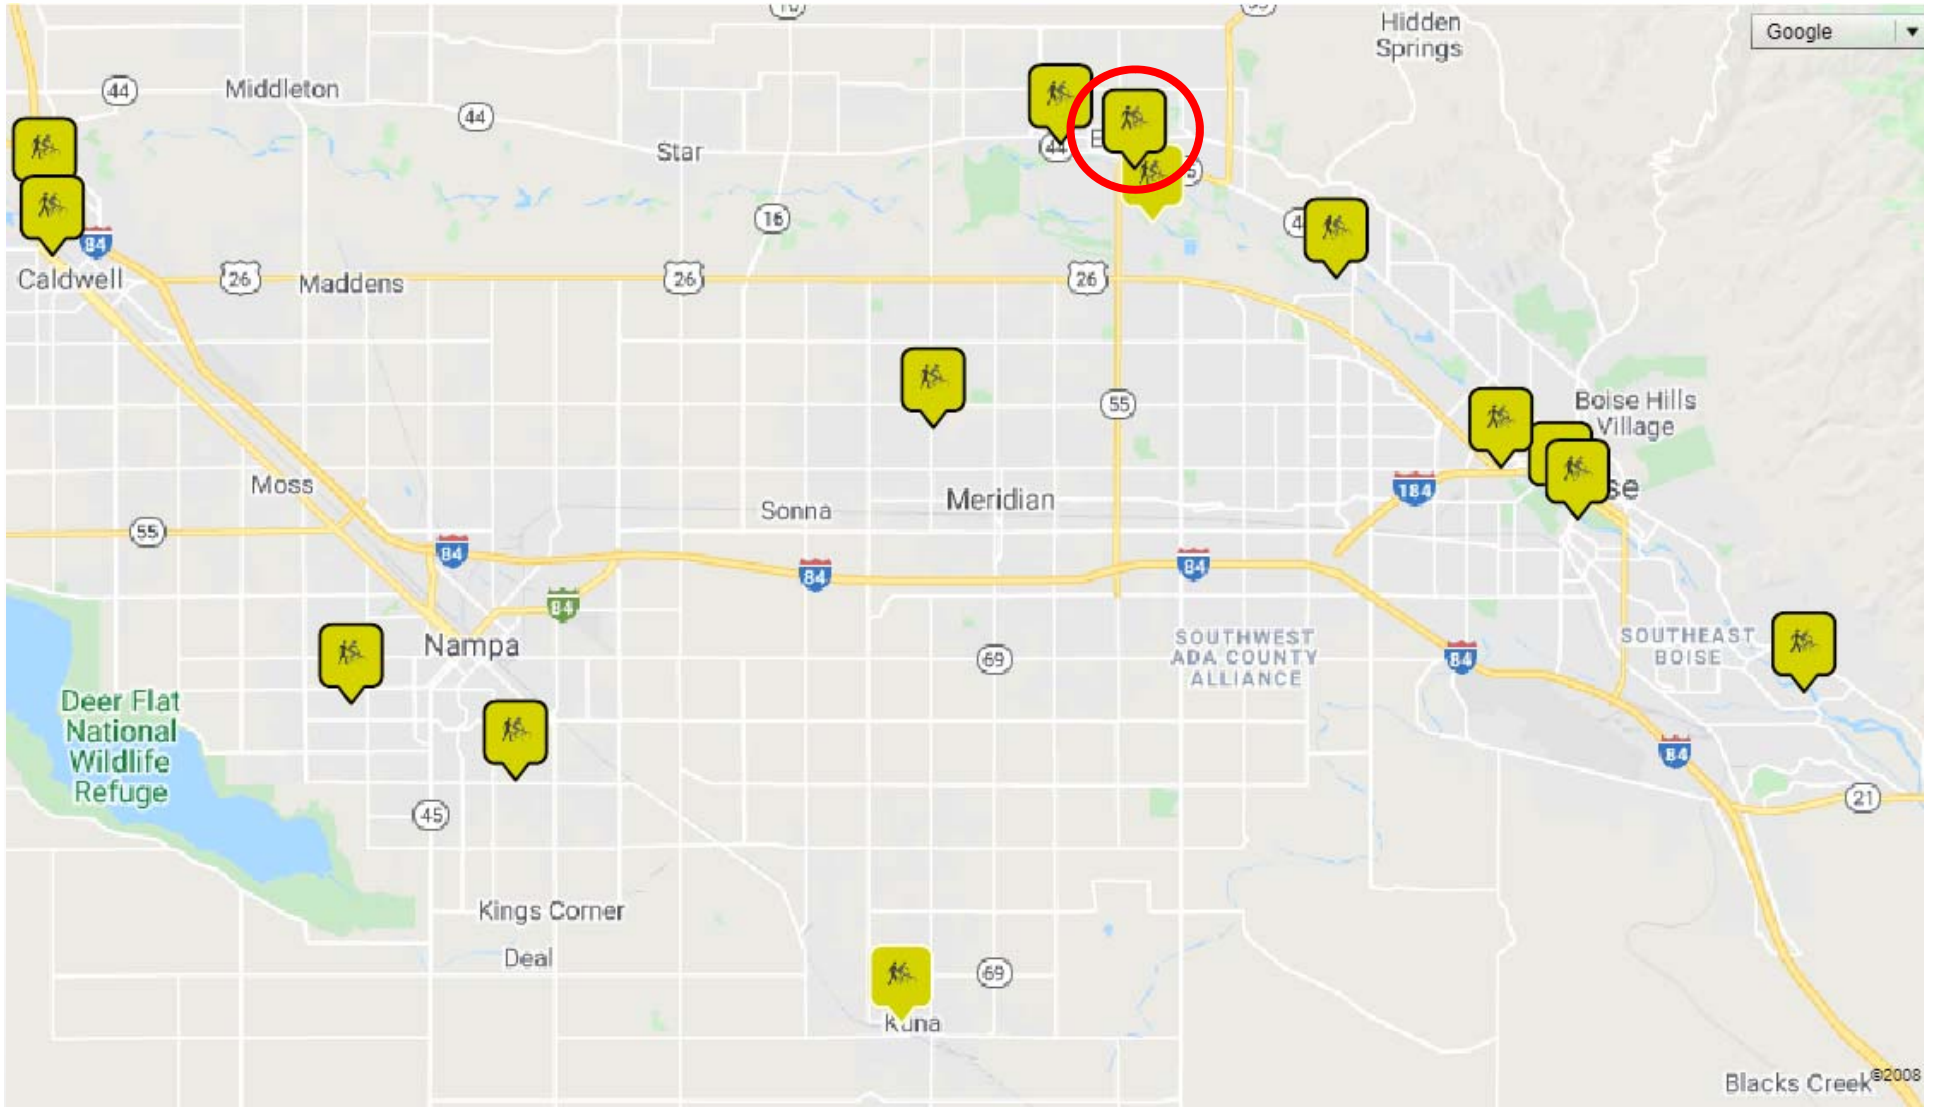 Hidden
Springs
Google
44
Middleton
44
Star
44
16
84
Caldwell
26
Maddens
26
26
55
Boise Hills
Village
Moss
Sonna
Meridian
184
55
84
84
84
84
Nampa
69
SOUTHWEST
ADA COUNTY
ALLIANCE
84
SOUTHEAST
BOISE
Deer Flat
National
Wildlife
Refuge
84
45
21
Kings Corner
Deal
69
Kuna
Blacks Creek
©2008